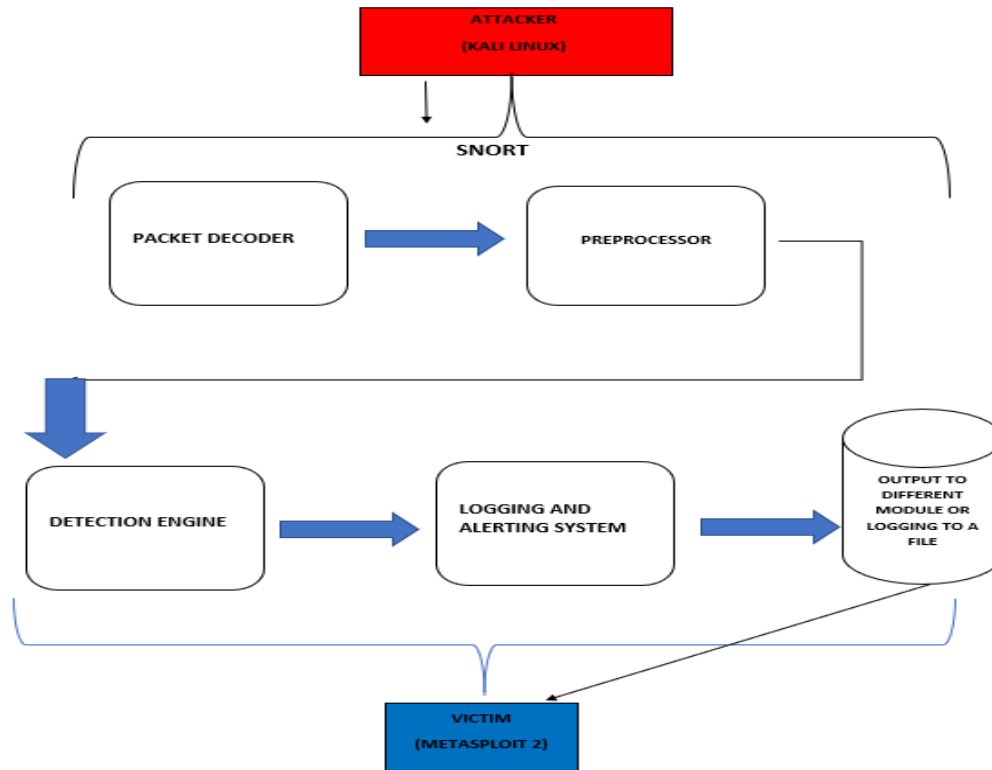 ATTACKER
(KALI LINUX)
SNORT
PACKET DECODER
PREPROCESSOR
DETECTION ENGINE
LOGGING AND
ALERTING SYSTEM
OUTPUT TO
DIFFERENT
MODULE OR
LOGGING TO A
FILE
VICTIM
(METASPLOIT 2)